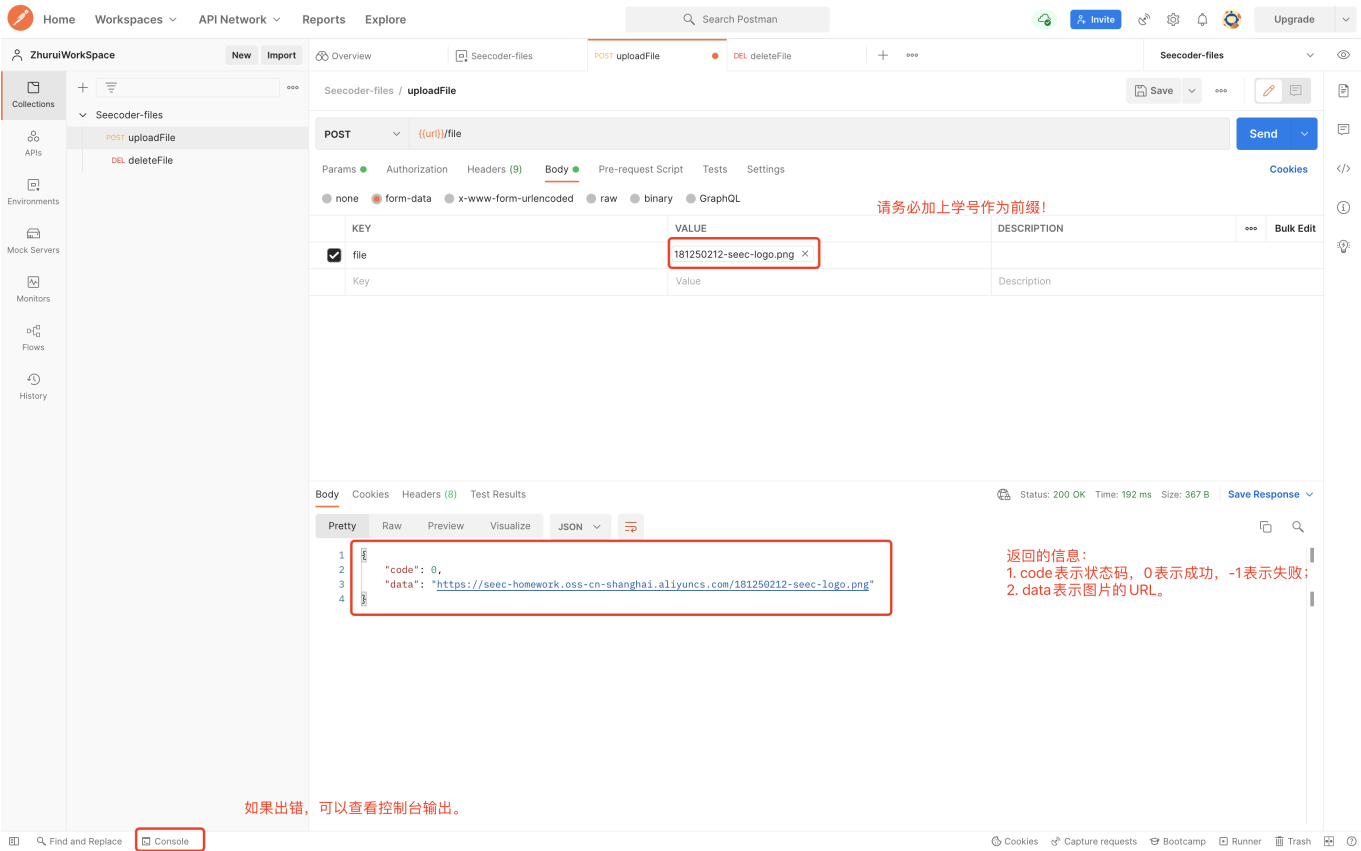 Home Workspaces API Network Reports Explore Search Postman Invite Upgrade
ZhuruiWorkSpace New Import Overview Seecoder-files POST uploadFile DEL deleteFile Seecoder-files
Collections
APIs
Environments
Mock Servers
Monitors
Flows
History
Seecoder-files
POST uploadFile
DEL deleteFile
Seecoder-files / uploadFile Save
POST {{url}}/file Send
Params Authorization Headers (9) Body Pre-request Script Tests Settings Cookies
none form-data x-www-form-urlencoded raw binary GraphQL
请务必加上学号作为前缀！
KEY VALUE DESCRIPTION Bulk Edit
file 181250212-seec-logo.png
Key Value Description
Body Cookies Headers (8) Test Results Status: 200 OK Time: 192 ms Size: 367 B Save Response
Pretty Raw Preview Visualize JSON
1 {
2 "code": 0,
3 "data": "https://seec-homework.oss-cn-shanghai.aliyuncs.com/181250212-seec-logo.png"
4 }
返回的信息：
1. code表示状态码，0表示成功，-1表示失败；
2. data表示图片的URL。
如果出错，可以查看控制台输出。
Find and Replace Console Cookies Capture requests Bootcamp Runner Trash